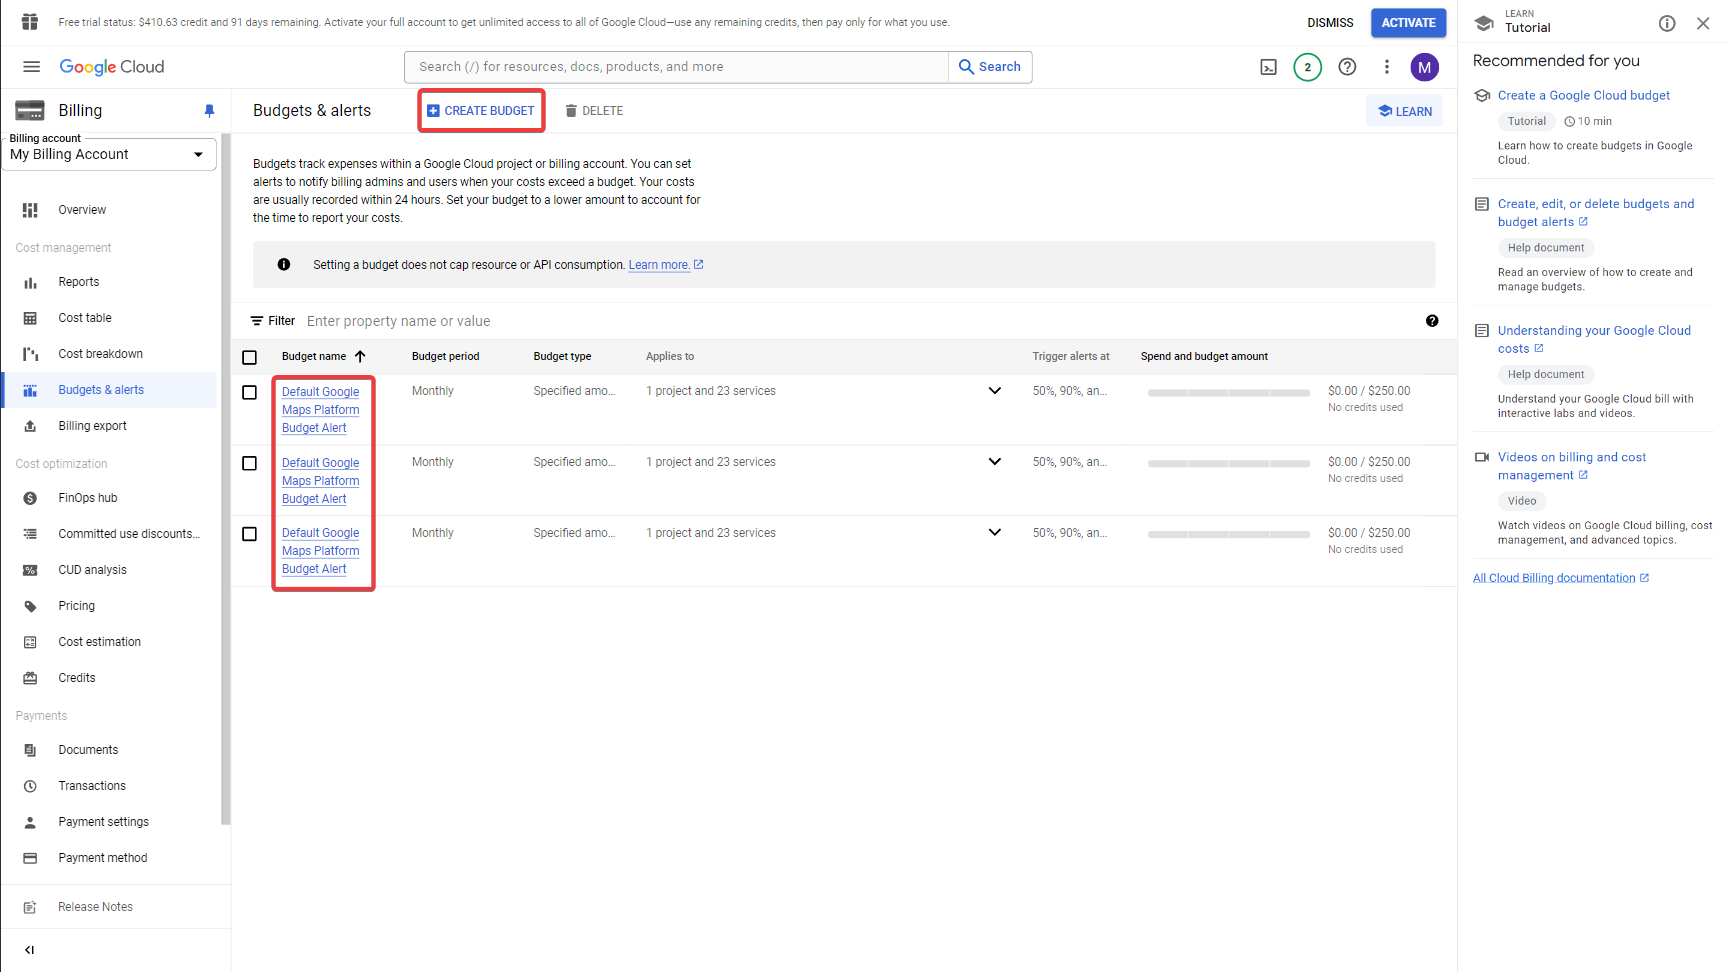 Free trial status: $410.63 credit and 91 days remaining. Activate your full account to get unlimited access to all of Google Cloud—use any remaining credits, then pay only for what you use.
DISMISS
ACTIVATE
Google Cloud
Search (/) for resources, docs, products, and more
Search
2
M
Billing
Billing account
My Billing Account
Overview
Cost management
Reports
Cost table
Cost breakdown
Budgets & alerts
Billing export
Cost optimization
FinOps hub
Committed use discounts...
CUD analysis
Pricing
Cost estimation
Credits
Payments
Documents
Transactions
Payment settings
Payment method
Release Notes
Budgets & alerts
CREATE BUDGET
DELETE
LEARN
Budgets track expenses within a Google Cloud project or billing account. You can set
alerts to notify billing admins and users when your costs exceed a budget. Your costs
are usually recorded within 24 hours. Set your budget to a lower amount to account for
the time to report your costs.
Setting a budget does not cap resource or API consumption. Learn more.
Filter Enter property name or value
Budget name Budget period Budget type Applies to Trigger alerts at Spend and budget amount
Default Google Monthly Specified amo... 1 project and 23 services 50%, 90%, an... $0.00 / $250.00
Maps Platform No credits used
Budget Alert
Default Google Monthly Specified amo... 1 project and 23 services 50%, 90%, an... $0.00 / $250.00
Maps Platform No credits used
Budget Alert
Default Google Monthly Specified amo... 1 project and 23 services 50%, 90%, an... $0.00 / $250.00
Maps Platform No credits used
Budget Alert
LEARN
Tutorial
Recommended for you
Create a Google Cloud budget
Tutorial 10 min
Learn how to create budgets in Google
Cloud.
Create, edit, or delete budgets and
budget alerts
Help document
Read an overview of how to create and
manage budgets.
Understanding your Google Cloud
costs
Help document
Understand your Google Cloud bill with
interactive labs and videos.
Videos on billing and cost
management
Video
Watch videos on Google Cloud billing, cost
management, and advanced topics.
All Cloud Billing documentation